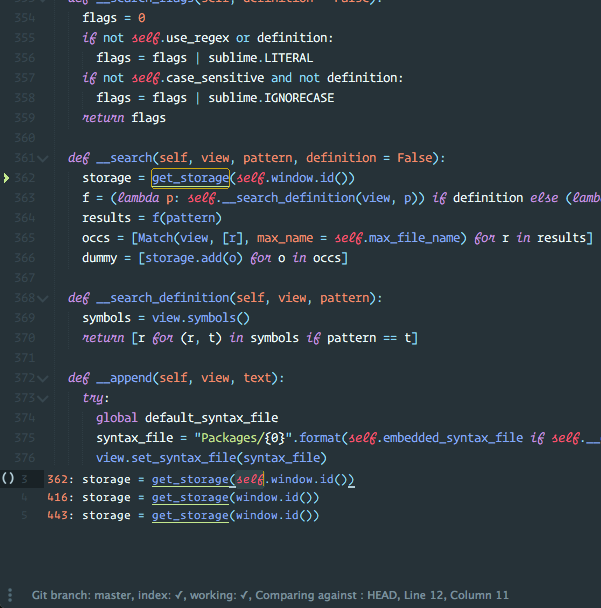 353 def __search_flags(self, definition = False):
354 flags = 0
355 if not self.use_regex or definition:
356 flags = flags | sublime.LITERAL
357 if not self.case_sensitive and not definition:
358 flags = flags | sublime.IGNORECASE
359 return flags
360
361 def __search(self, view, pattern, definition = False):
362 storage = get_storage(self.window.id())
363 f = (lambda p: self.__search_definition(view, p)) if definition else (lamb
364 results = f(pattern)
365 occs = [Match(view, [r], max_name = self.max_file_name) for r in results]
366 dummy = [storage.add(o) for o in occs]
367
368 def __search_definition(self, view, pattern):
369 symbols = view.symbols()
370 return [r for (r, t) in symbols if pattern == t]
371
372 def __append(self, view, text):
373 try:
374 global default_syntax_file
375 syntax_file = "Packages/{0}".format(self.embedded_syntax_file if self.__
376 view.set_syntax_file(syntax_file)
() 3 362: storage = get_storage(self.window.id())
4 416: storage = get_storage(window.id())
5 443: storage = get_storage(window.id())
Git branch: master, index: ✓, working: ✓, Comparing against : HEAD, Line 12, Column 11